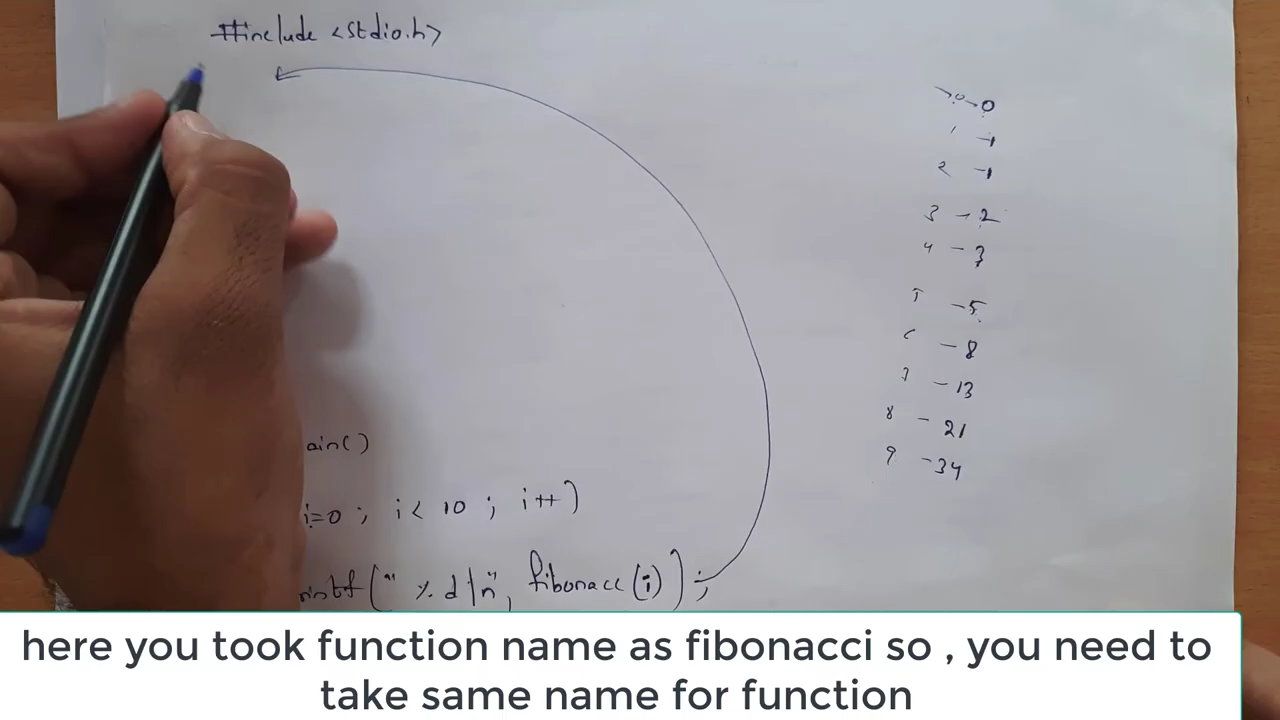 #include <stdio.h>
0 - 0
1 - 1
2 - 1
3 - 2
4 - 3
5 - 5
6 - 8
7 - 13
8 - 21
9 - 34
ain()
i=0 ; i< 10 ; i++)
rintf(" %d\n", fibonacc(i));
here you took function name as fibonacci so , you need to
take same name for function